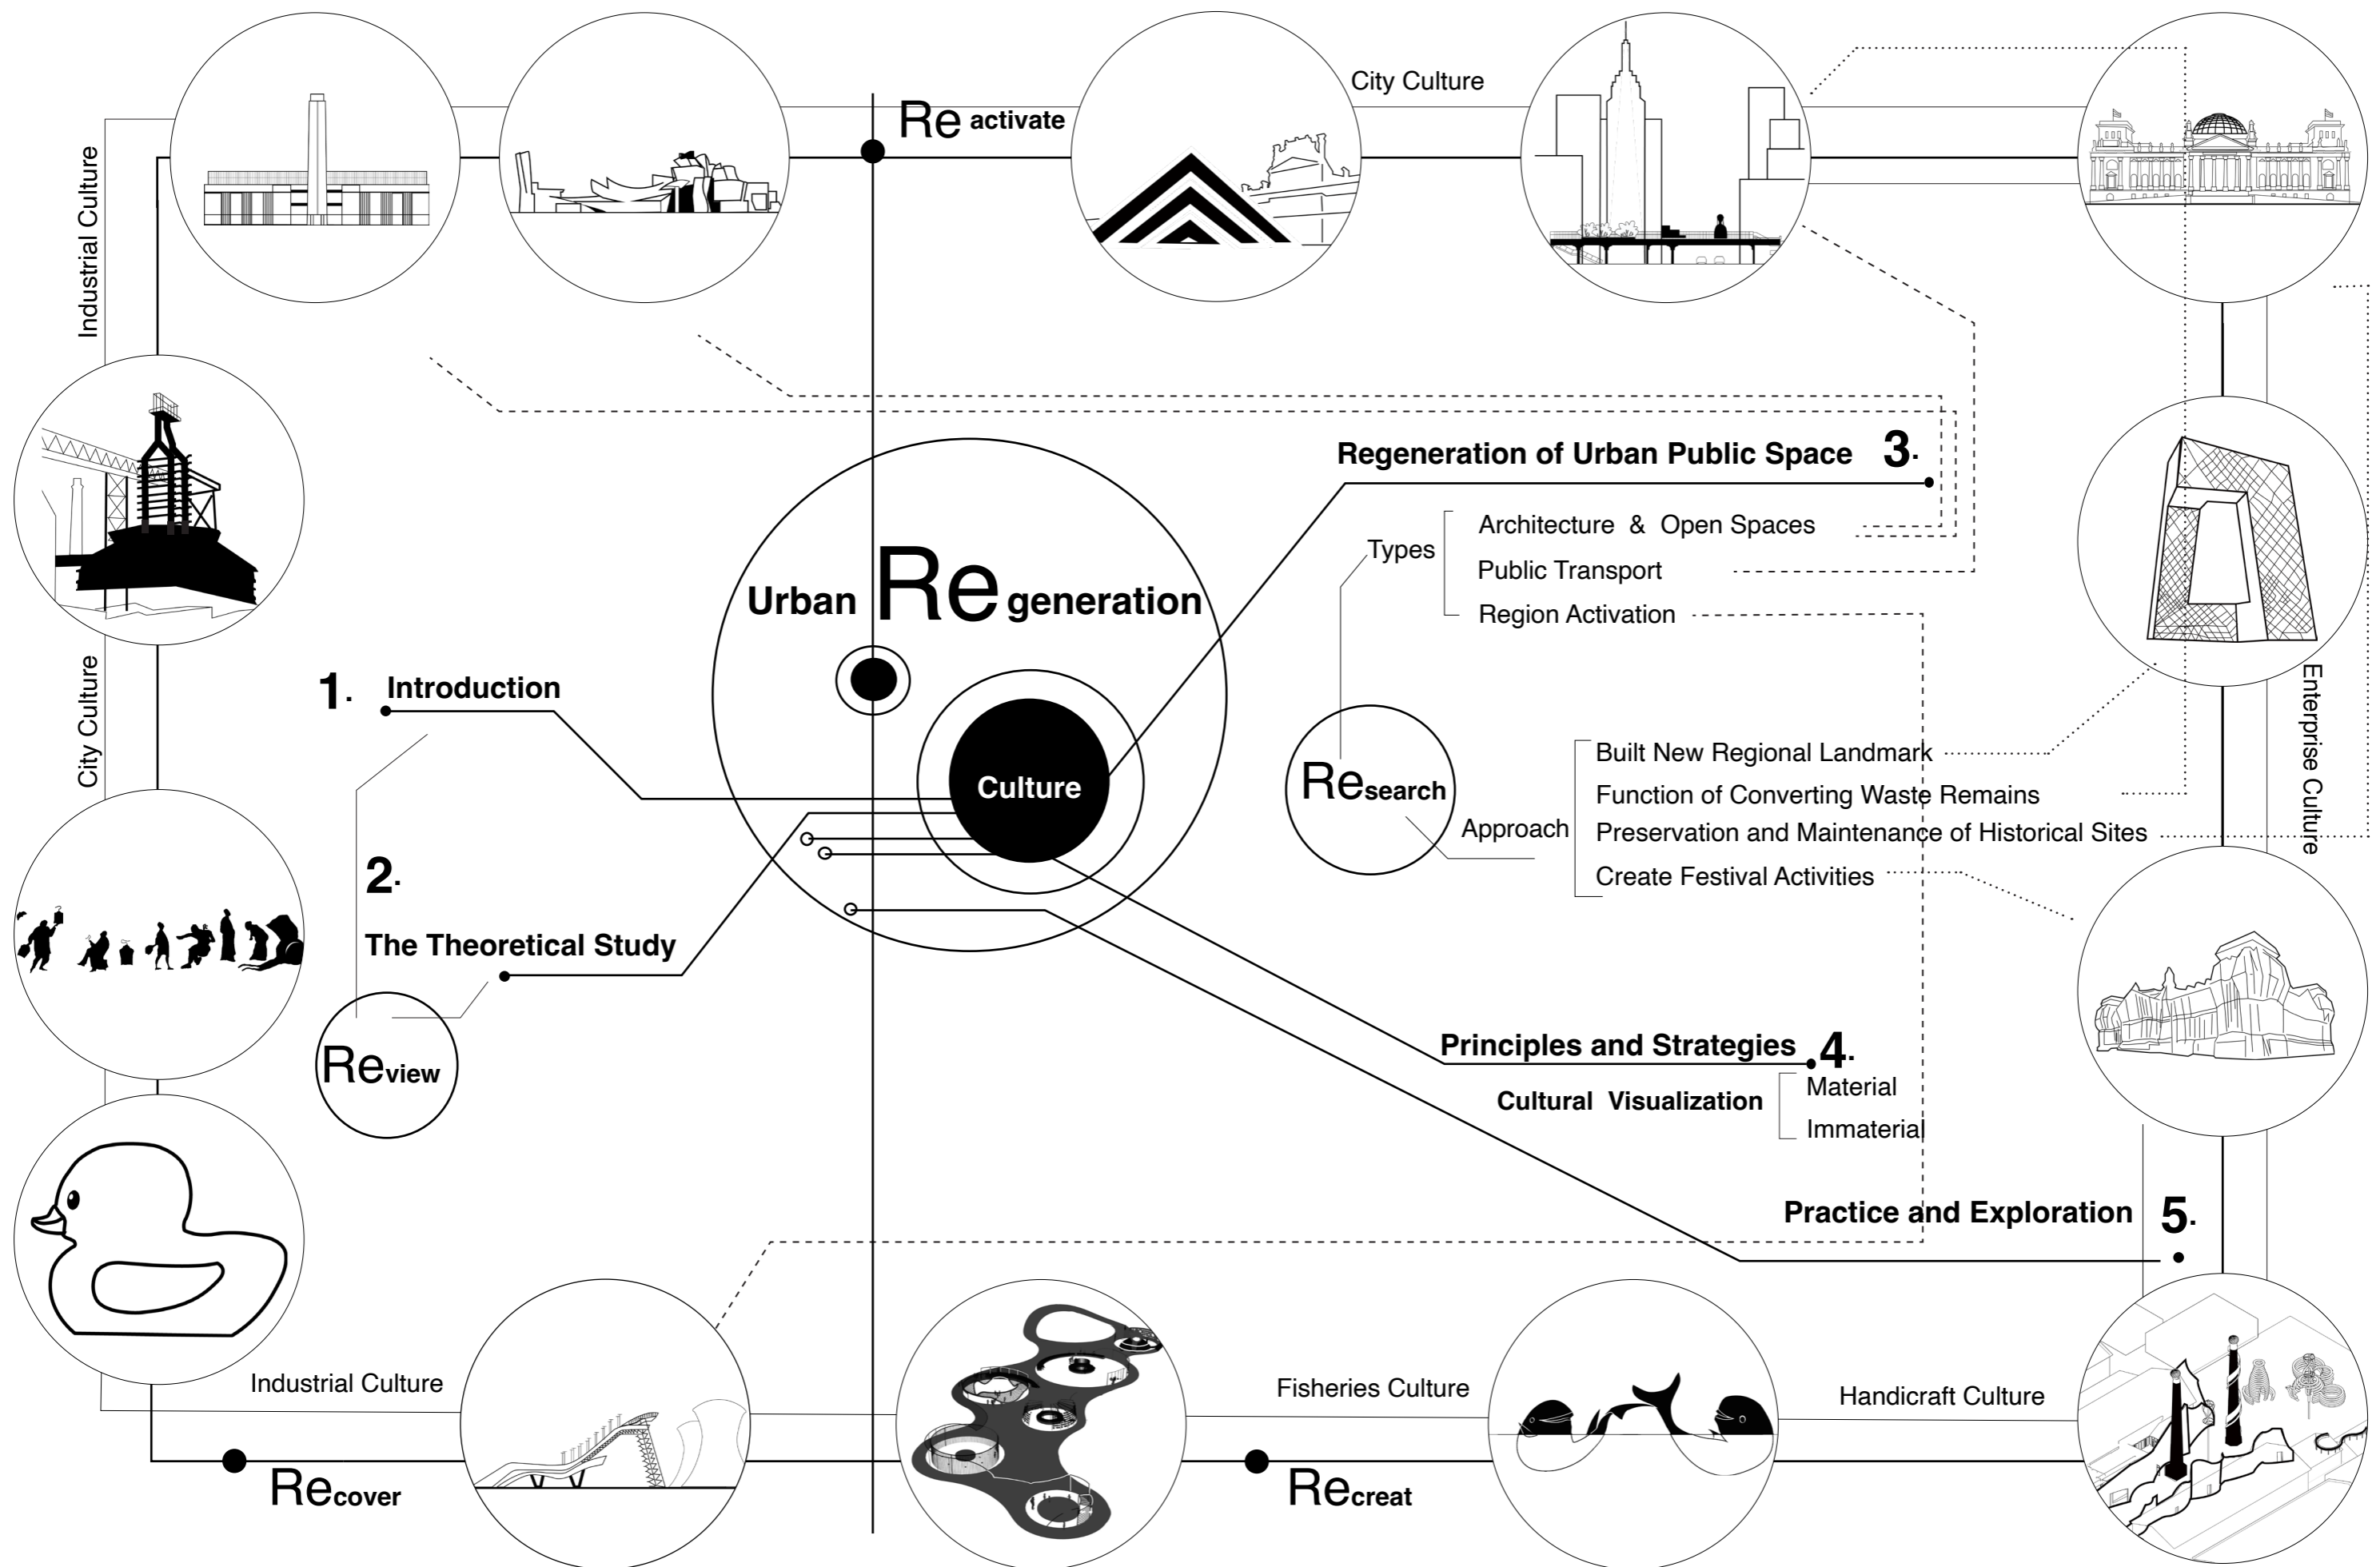 Re activate
City Culture
Industrial Culture
City Culture
Urban Re generation
Culture
1. Introduction
2.
The Theoretical Study
Re view
Regeneration of Urban Public Space 3.
Types
Architecture & Open Spaces
Public Transport
Region Activation
Re search
Approach
Built New Regional Landmark
Function of Converting Waste Remains
Preservation and Maintenance of Historical Sites
Create Festival Activities
Enterprise Culture
Principles and Strategies 4.
Cultural Visualization
Material
Immaterial
Practice and Exploration 5.
Industrial Culture
Fisheries Culture
Handicraft Culture
Re cover
Re creat